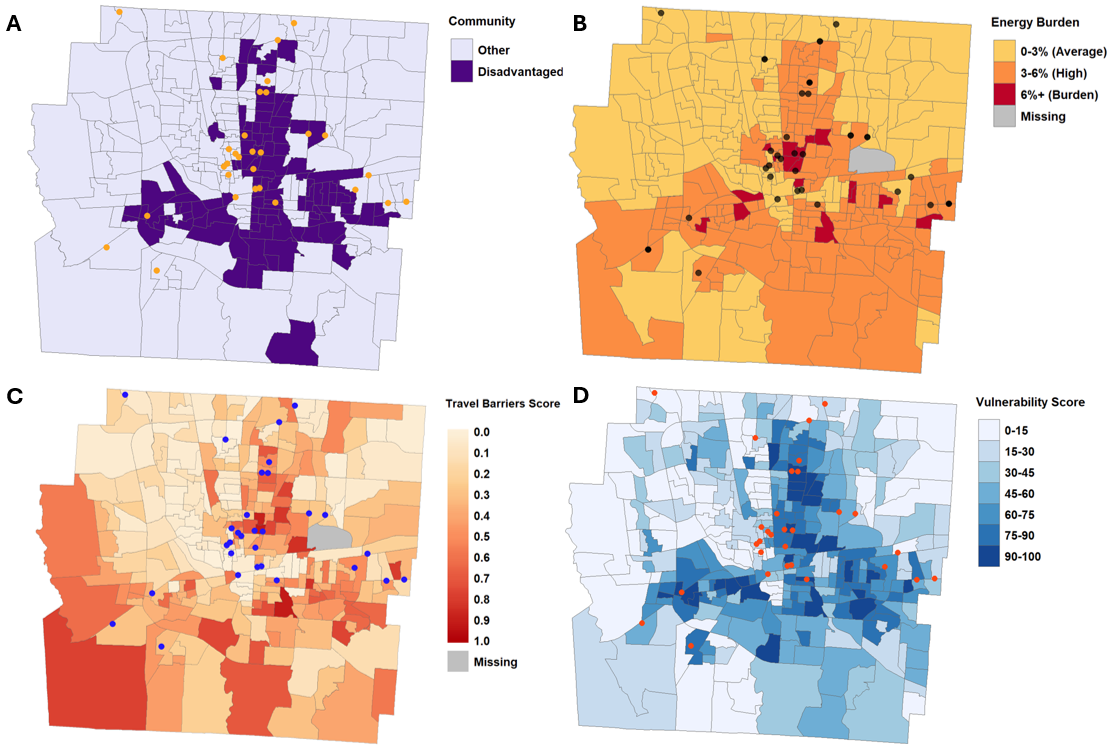 A
Community
Other
Disadvantaged
B
Energy Burden
0-3% (Average)
3-6% (High)
6%+ (Burden)
Missing
C
Travel Barriers Score
0.0
0.1
0.2
0.3
0.4
0.5
0.6
0.7
0.8
0.9
1.0
Missing
D
Vulnerability Score
0-15
15-30
30-45
45-60
60-75
75-90
90-100